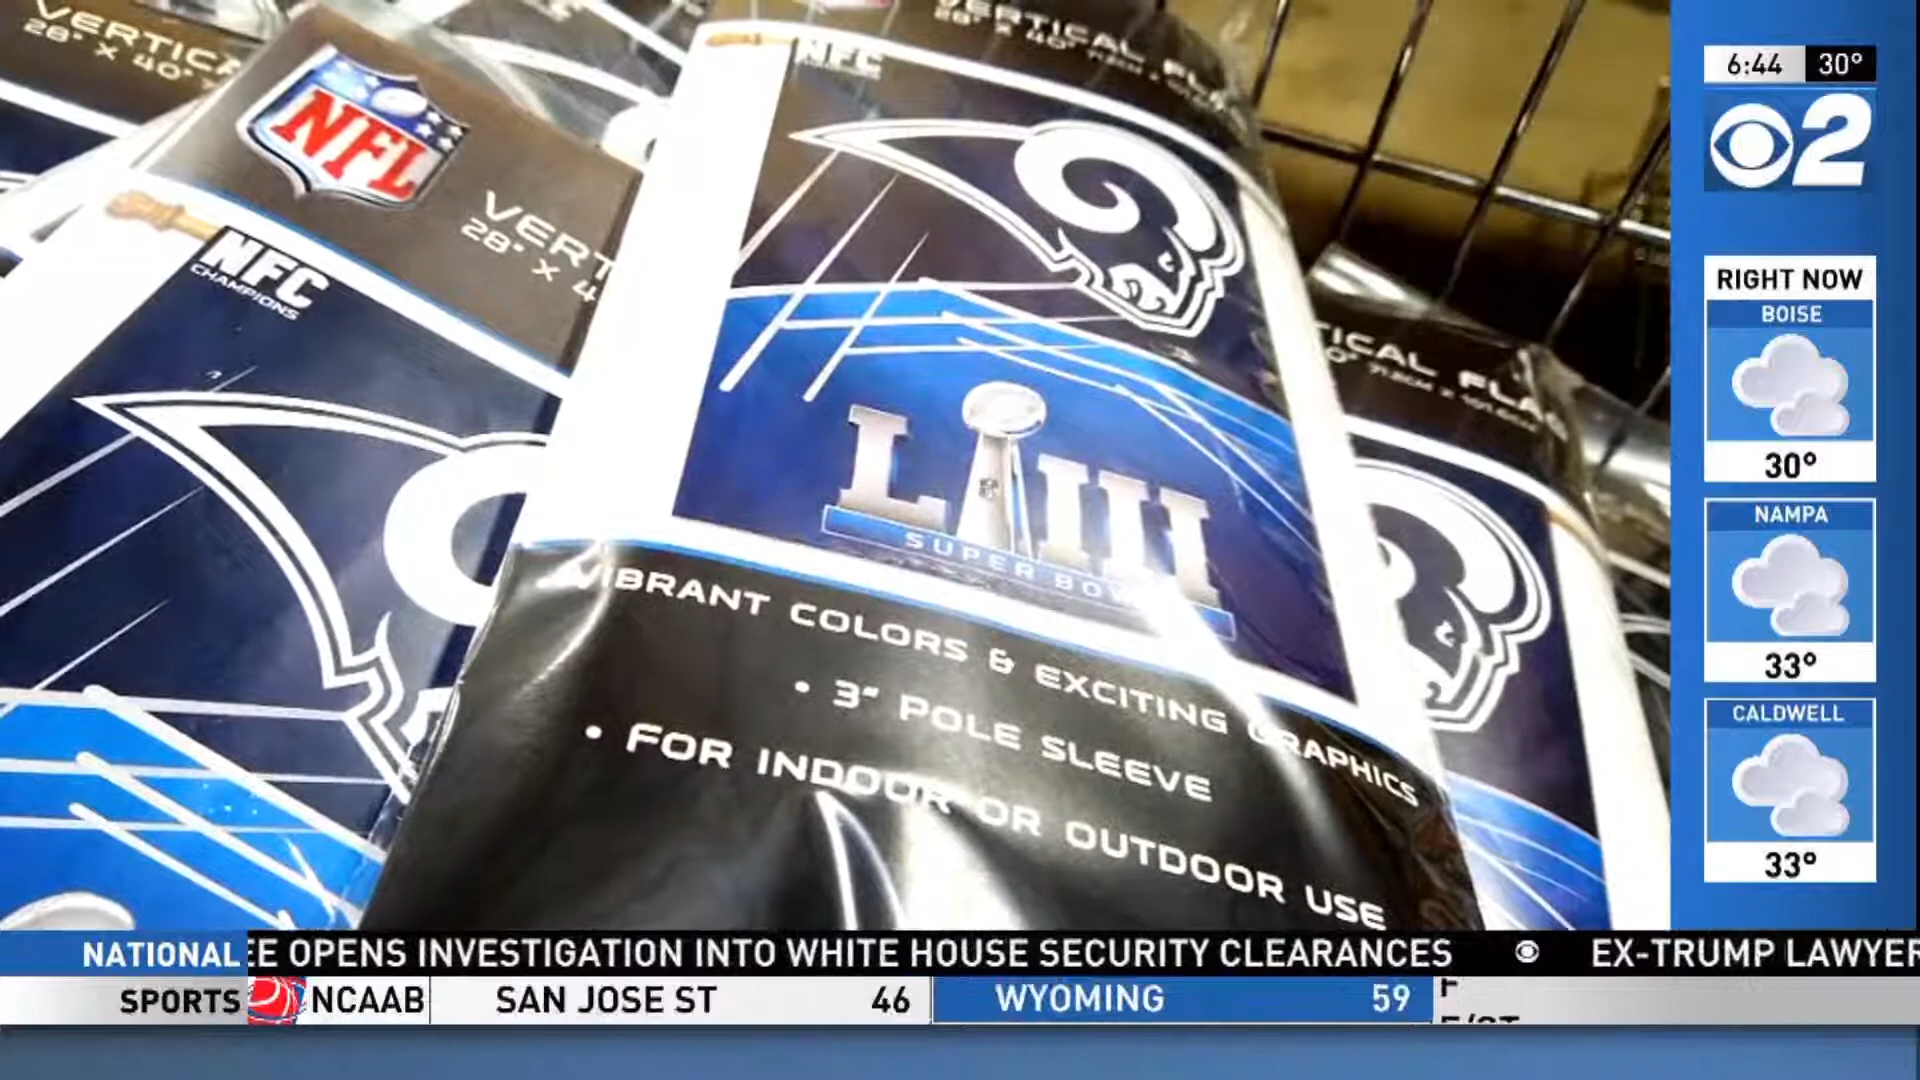 VERTICAL FLAG
28" X 40"
VERTICA
28" X 40"
NFL
VERT
28" X 4
NFC
CHAMPIONS
NFC
LIII
SUPER BOWL
VIBRANT COLORS & EXCITING GRAPHICS
• 3" POLE SLEEVE
• FOR INDOOR OR OUTDOOR USE
TICAL FLAG
6:44 30°
2
RIGHT NOW
BOISE
30°
NAMPA
33°
CALDWELL
33°
NATIONAL EE OPENS INVESTIGATION INTO WHITE HOUSE SECURITY CLEARANCES EX-TRUMP LAWYER
SPORTS NCAAB SAN JOSE ST 46 WYOMING 59